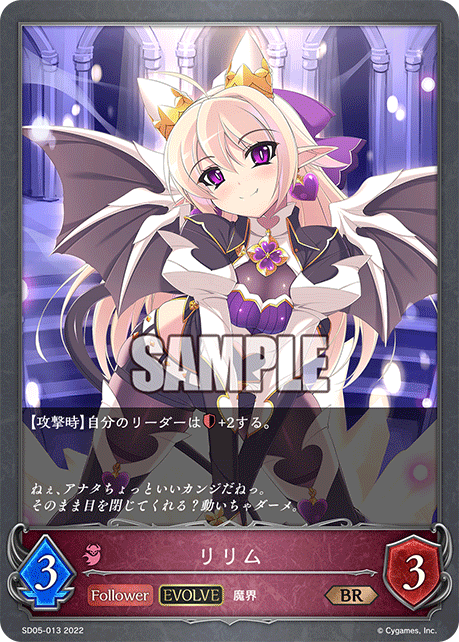 SAMPLE
【攻撃時】自分のリーダーは+2する。
ねぇ、アナタちょっといいカンジだねっ。
そのまま目を閉じてくれる？動いちゃダーメ。
リリム
3
3
Follower EVOLVE 魔界 BR
SD05-013 2022
© Cygames, Inc.